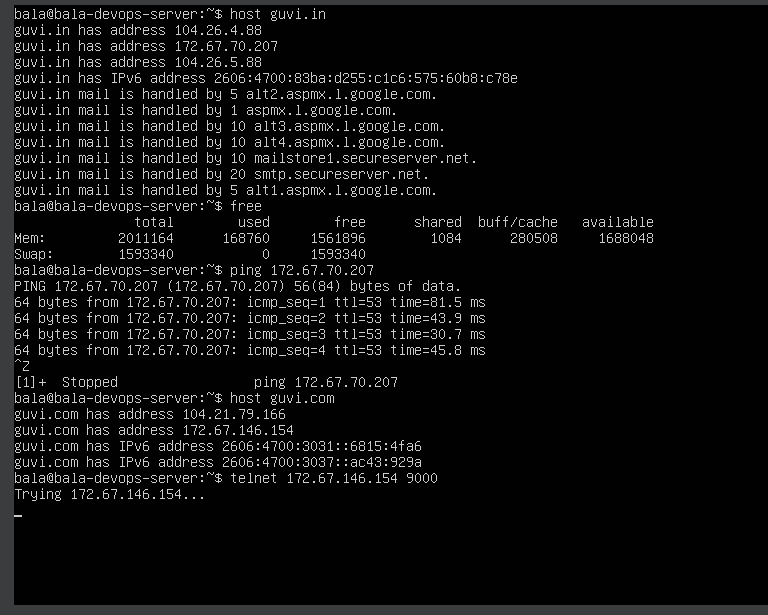 bala@bala-devops-server:~$ host guvi.in
guvi.in has address 104.26.4.88
guvi.in has address 172.67.70.207
guvi.in has address 104.26.5.88
guvi.in has IPv6 address 2606:4700:83ba:d255:c1c6:575:60b8:c78e
guvi.in mail is handled by 5 alt2.aspmx.l.google.com.
guvi.in mail is handled by 1 aspmx.l.google.com.
guvi.in mail is handled by 10 alt3.aspmx.l.google.com.
guvi.in mail is handled by 10 alt4.aspmx.l.google.com.
guvi.in mail is handled by 10 mailstore1.secureserver.net.
guvi.in mail is handled by 20 smtp.secureserver.net.
guvi.in mail is handled by 5 alt1.aspmx.l.google.com.
bala@bala-devops-server:~$ free
               total        used        free      shared  buff/cache   available
Mem:         2011164      168760     1561896        1084      280508     1688048
Swap:        1593340           0     1593340
bala@bala-devops-server:~$ ping 172.67.70.207
PING 172.67.70.207 (172.67.70.207) 56(84) bytes of data.
64 bytes from 172.67.70.207: icmp_seq=1 ttl=53 time=81.5 ms
64 bytes from 172.67.70.207: icmp_seq=2 ttl=53 time=43.9 ms
64 bytes from 172.67.70.207: icmp_seq=3 ttl=53 time=30.7 ms
64 bytes from 172.67.70.207: icmp_seq=4 ttl=53 time=45.8 ms
^Z
[1]+  Stopped                 ping 172.67.70.207
bala@bala-devops-server:~$ host guvi.com
guvi.com has address 104.21.79.166
guvi.com has address 172.67.146.154
guvi.com has IPv6 address 2606:4700:3031::6815:4fa6
guvi.com has IPv6 address 2606:4700:3037::ac43:929a
bala@bala-devops-server:~$ telnet 172.67.146.154 9000
Trying 172.67.146.154...